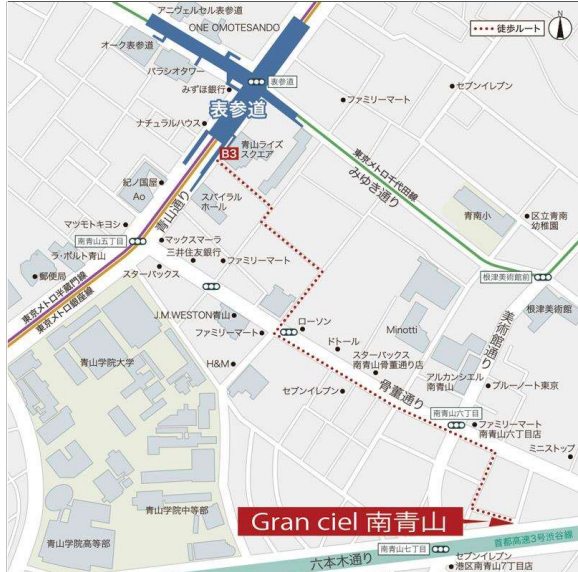 アニヴェルセル表参道
ONE OMOTESANDO
オーク表参道
パラシオタワー
みずほ銀行
表参道
徒歩ルート
N
表参道
セブンイレブン
ファミリーマート
ナチュラルハウス
B3
青山ライズ
スクエア
東京メトロ千代田線
みゆき通り
紀ノ国屋
Ao
青山通り
スパイラル
ホール
青南小
区立青南
幼稚園
マツモトキヨシ
南青山五丁目
マックスマーラ
三井住友銀行
ファミリーマート
ラ・ポルト青山
郵便局
スターバックス
根津美術館前
東京メトロ半蔵門線
東京メトロ銀座線
根津美術館
美術館通り
J.M.WESTON青山
ファミリーマート
ローソン
Minotti
ドトール
青山学院大学
H&M
スターバックス
南青山骨董通り店
アルカンシエル
南青山
ブルーノート東京
セブンイレブン
骨董通り
南青山六丁目
ファミリーマート
南青山六丁目店
ミニストップ
青山学院中等部
Gran ciel 南青山
青山学院高等部
首都高速3号渋谷線
六本木通り
南青山七丁目
セブンイレブン
港区南青山7丁目店